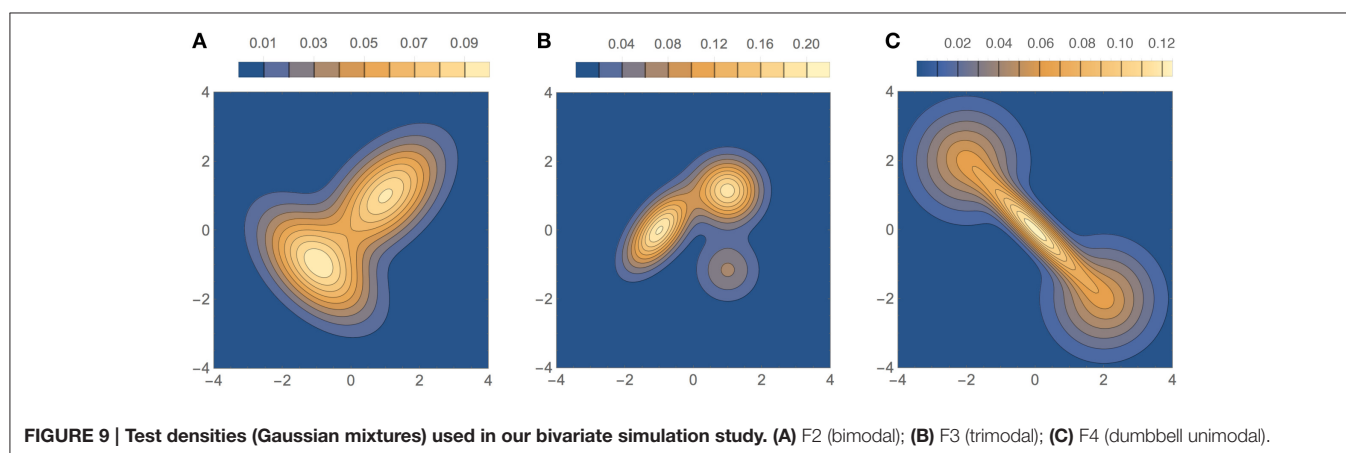 A
0.01 0.03 0.05 0.07 0.09
4
2
0
−2
−4
−4 −2 0 2 4
B
0.04 0.08 0.12 0.16 0.20
4
2
0
−2
−4
−4 −2 0 2 4
C
0.02 0.04 0.06 0.08 0.10 0.12
4
2
0
−2
−4
−4 −2 0 2 4
FIGURE 9 | Test densities (Gaussian mixtures) used in our bivariate simulation study. (A) F2 (bimodal); (B) F3 (trimodal); (C) F4 (dumbbell unimodal).